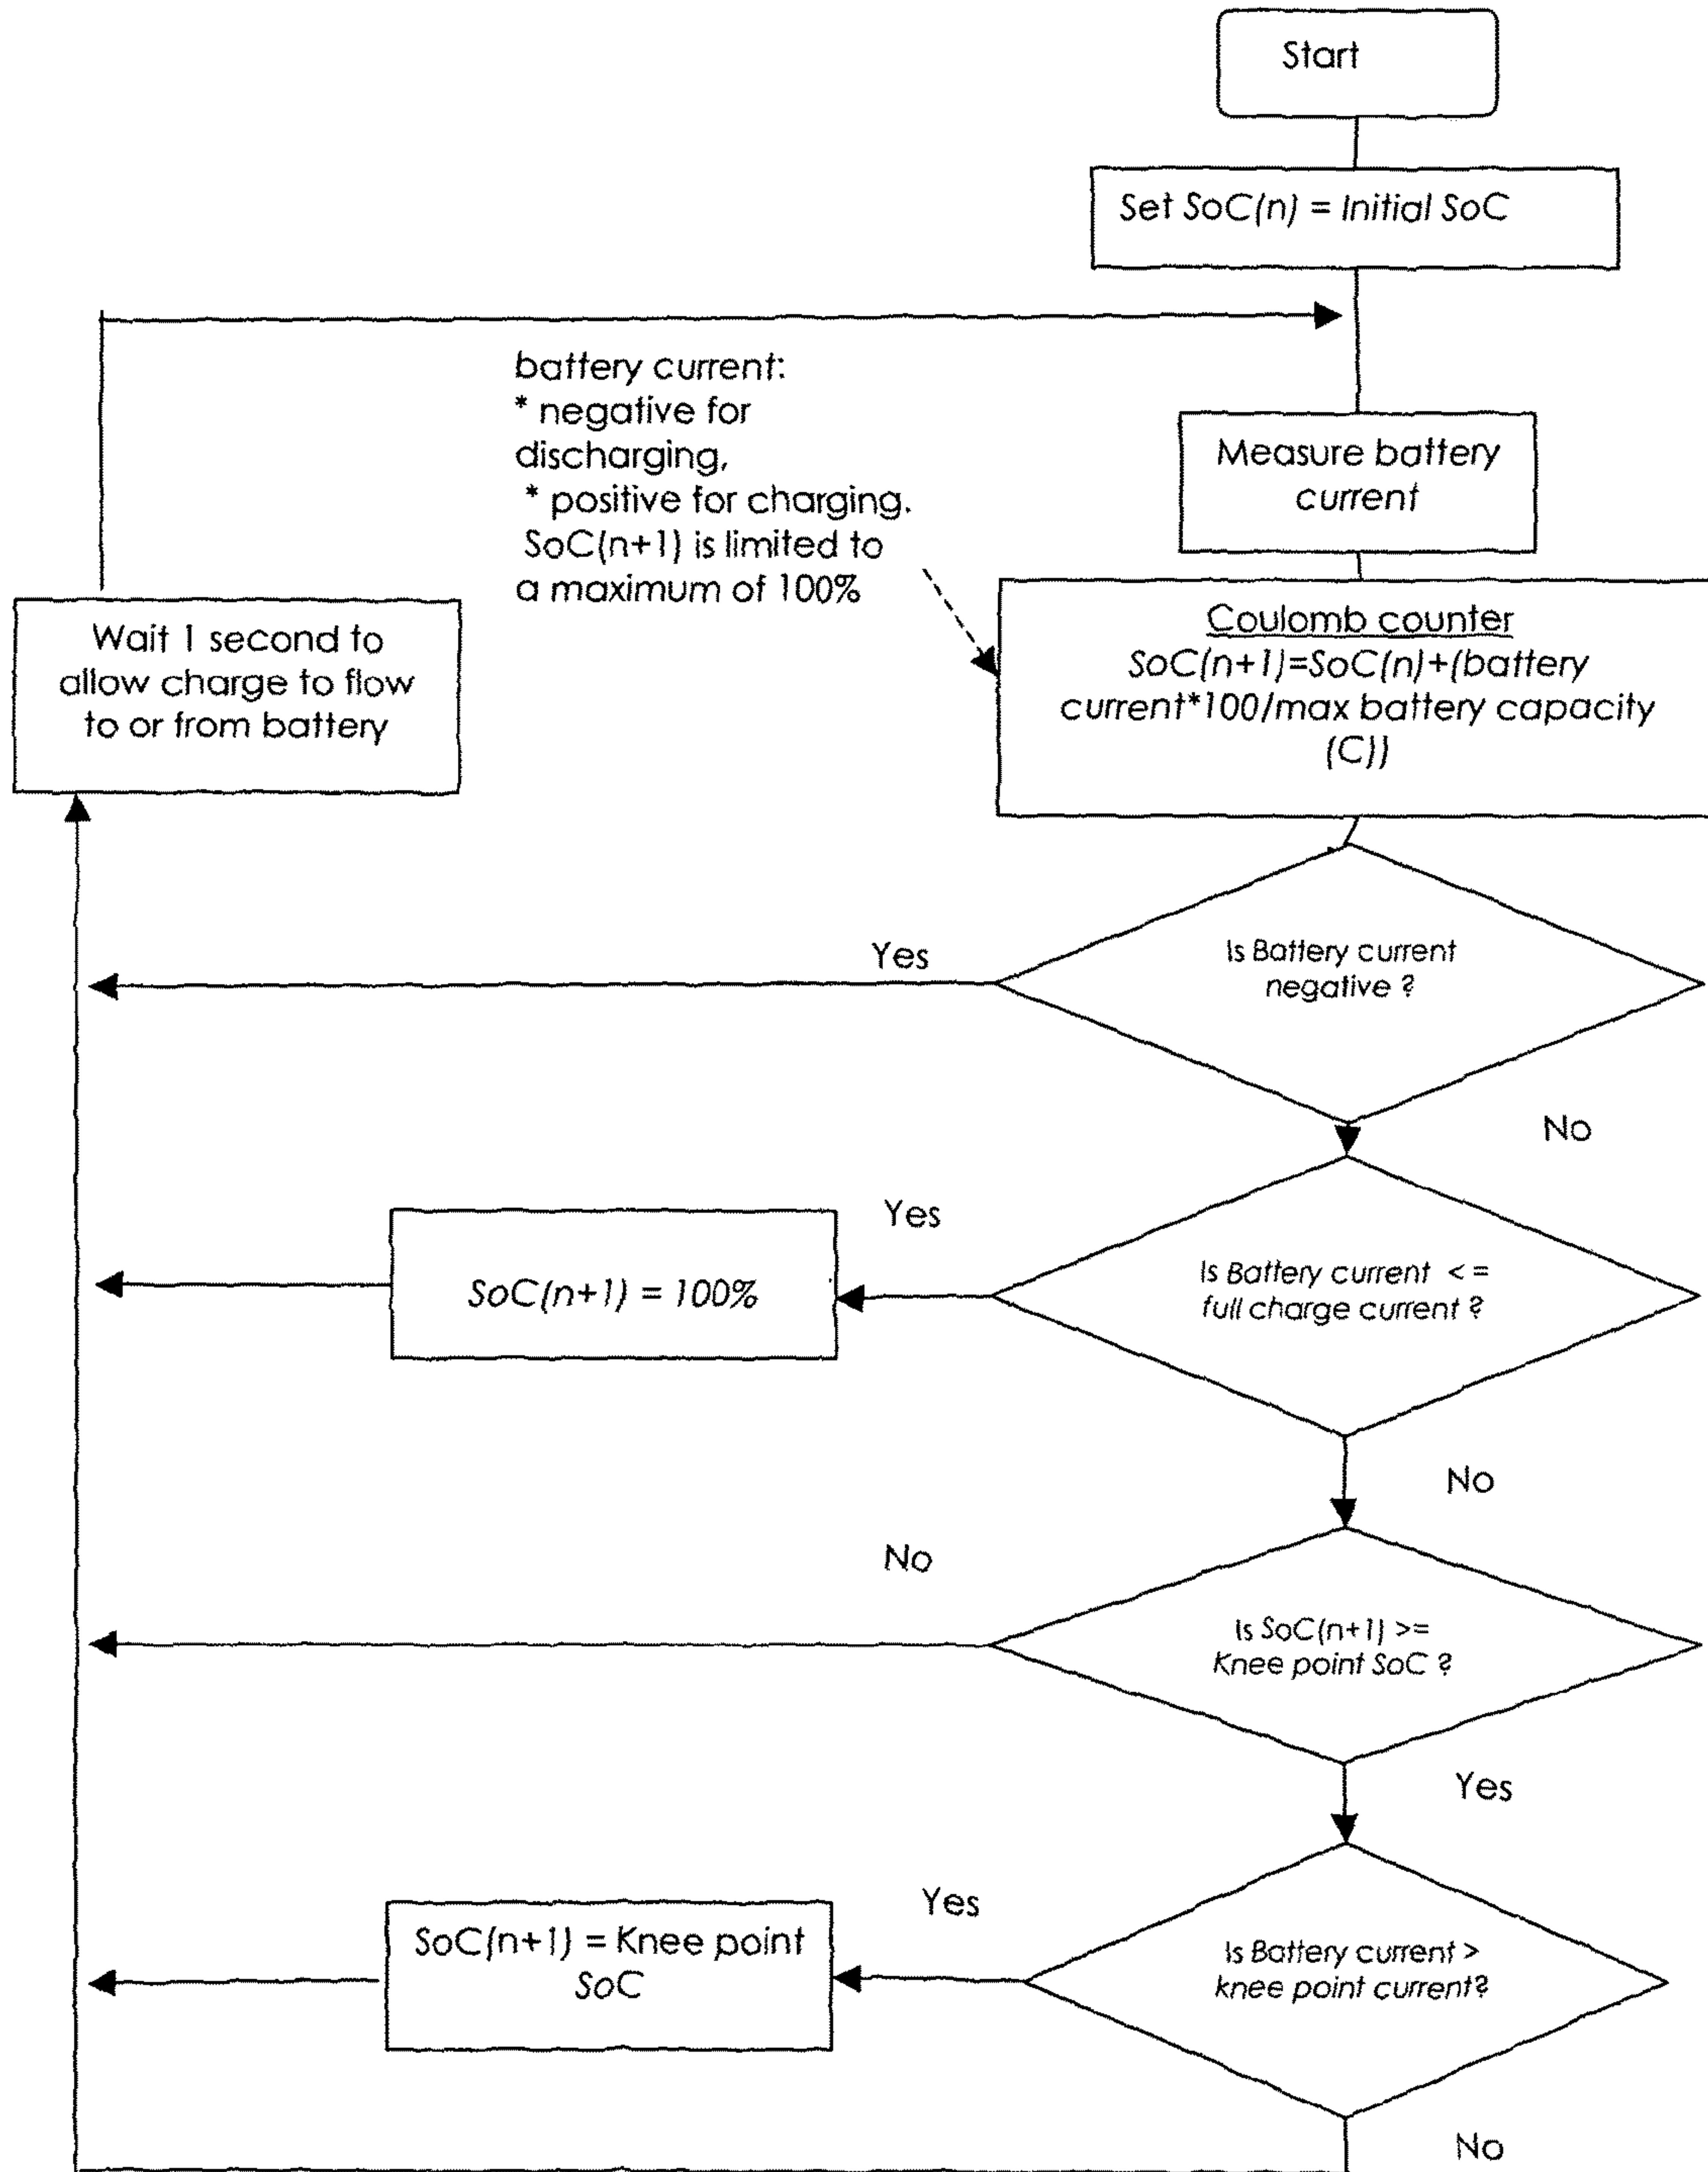 Start
Set SoC(n) = Initial SoC
battery current:
* negative for
discharging,
* positive for charging.
SoC(n+1) is limited to
a maximum of 100%
Measure battery
current
Wait 1 second to
allow charge to flow
to or from battery
Coulomb counter
SoC(n+1)=SoC(n)+(battery
current*100/max battery capacity
(C))
Yes
Is Battery current
negative ?
No
Yes
SoC(n+1) = 100%
Is Battery current <=
full charge current ?
No
No
Is SoC(n+1) >=
Knee point SoC ?
Yes
Yes
SoC(n+1) = Knee point
SoC
Is Battery current >
knee point current?
No